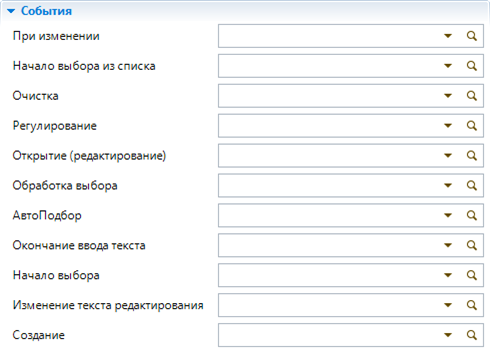 События
При изменении
Начало выбора из списка
Очистка
Регулирование
Открытие (редактирование)
Обработка выбора
АвтоПодбор
Окончание ввода текста
Начало выбора
Изменение текста редактирования
Создание